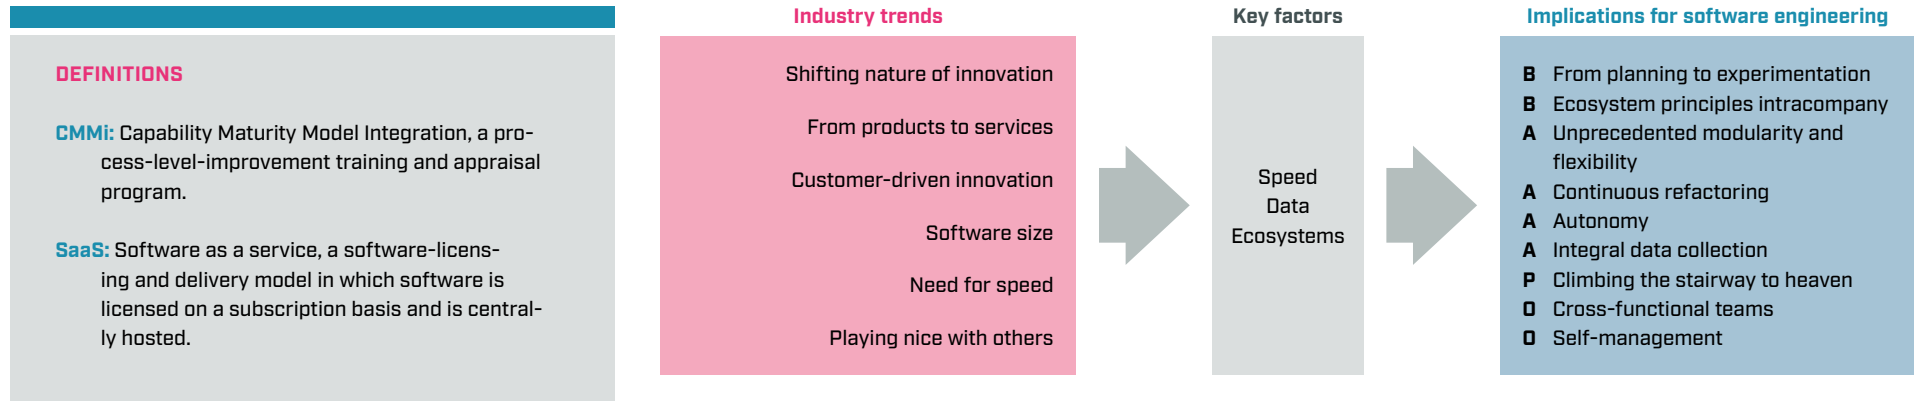 DEFINITIONS
CMMi: Capability Maturity Model Integration, a pro-
cess-level-improvement training and appraisal
program.
SaaS: Software as a service, a software-licens-
ing and delivery model in which software is
licensed on a subscription basis and is central-
ly hosted.
Industry trends
Shifting nature of innovation
From products to services
Customer-driven innovation
Software size
Need for speed
Playing nice with others
Key factors
Speed
Data
Ecosystems
Implications for software engineering
B From planning to experimentation
B Ecosystem principles intracompany
A Unprecedented modularity and
flexibility
A Continuous refactoring
A Autonomy
A Integral data collection
P Climbing the stairway to heaven
O Cross-functional teams
O Self-management